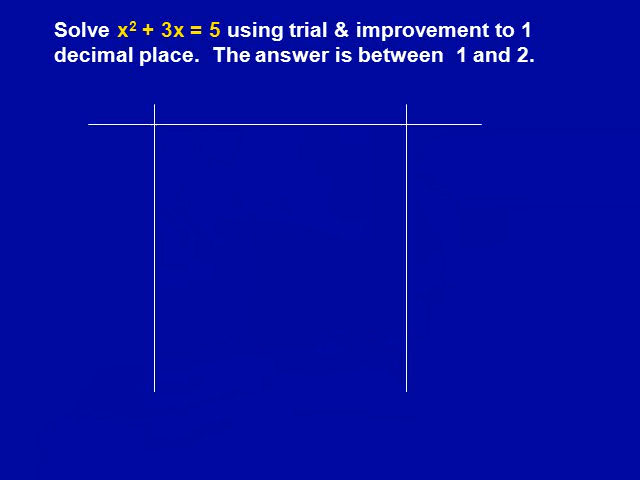 Solve x² + 3x = 5 using trial & improvement to 1
decimal place.  The answer is between  1 and 2.